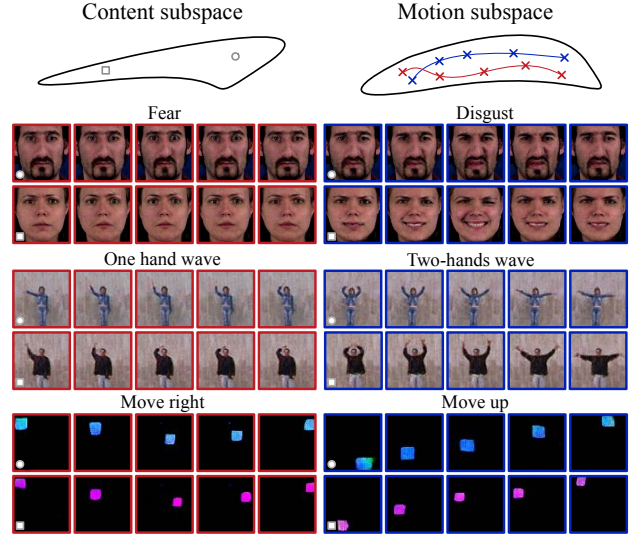 Content subspace
Motion subspace
Fear
Disgust
One hand wave
Two-hands wave
Move right
Move up